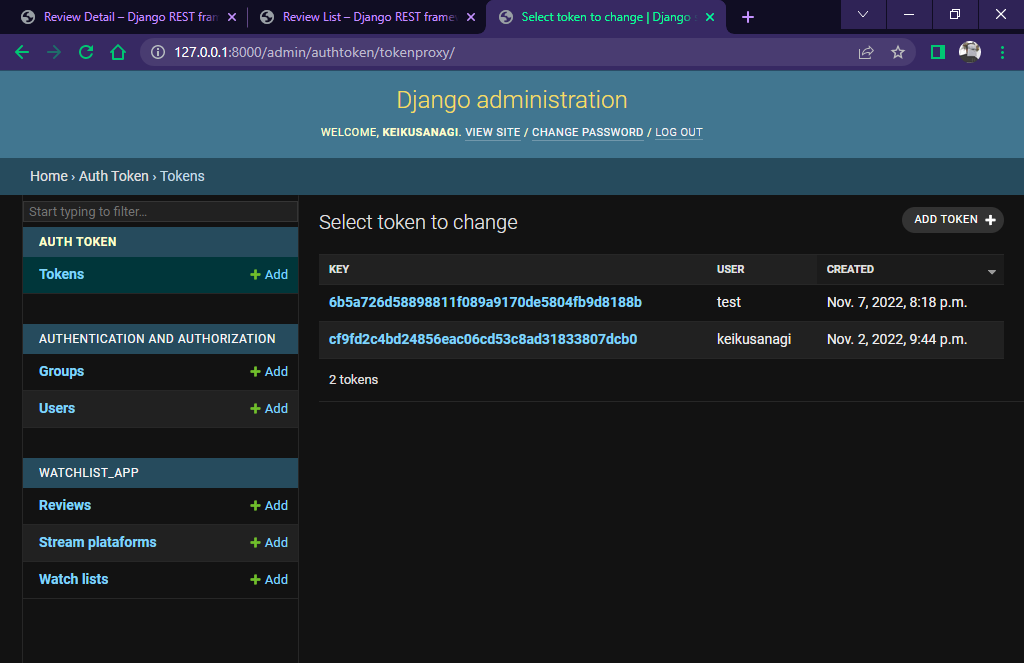 Review Detail – Django REST fram
Review List – Django REST framew
Select token to change | Django
127.0.0.1:8000/admin/authtoken/tokenproxy/
Django administration
WELCOME, KEIKUSANAGI. VIEW SITE / CHANGE PASSWORD / LOG OUT
Home › Auth Token › Tokens
Start typing to filter...
AUTH TOKEN
Tokens + Add
AUTHENTICATION AND AUTHORIZATION
Groups + Add
Users + Add
WATCHLIST_APP
Reviews + Add
Stream plataforms + Add
Watch lists + Add
Select token to change
ADD TOKEN +
KEY USER CREATED
6b5a726d58898811f089a9170de5804fb9d8188b test Nov. 7, 2022, 8:18 p.m.
cf9fd2c4bd24856eac06cd53c8ad31833807dcb0 keikusanagi Nov. 2, 2022, 9:44 p.m.
2 tokens